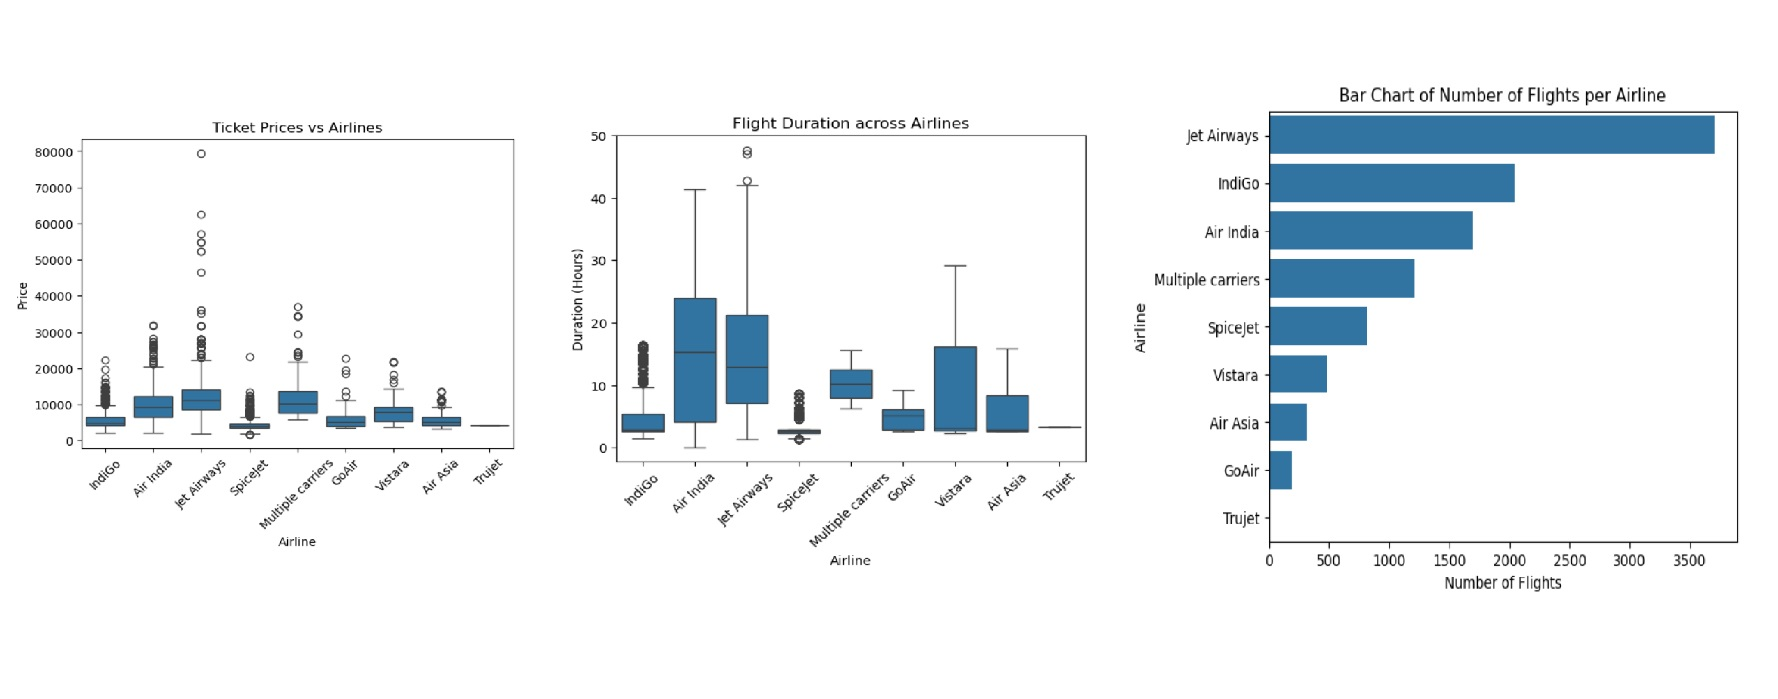 Ticket Prices vs Airlines
Price
80000
70000
60000
50000
40000
30000
20000
10000
0
IndiGo
Air India
Jet Airways
SpiceJet
Multiple carriers
GoAir
Vistara
Air Asia
Trujet
Airline
Flight Duration across Airlines
Duration (Hours)
50
40
30
20
10
0
IndiGo
Air India
Jet Airways
SpiceJet
Multiple carriers
GoAir
Vistara
Air Asia
Trujet
Airline
Bar Chart of Number of Flights per Airline
Airline
Jet Airways
IndiGo
Air India
Multiple carriers
SpiceJet
Vistara
Air Asia
GoAir
Trujet
0 500 1000 1500 2000 2500 3000 3500
Number of Flights